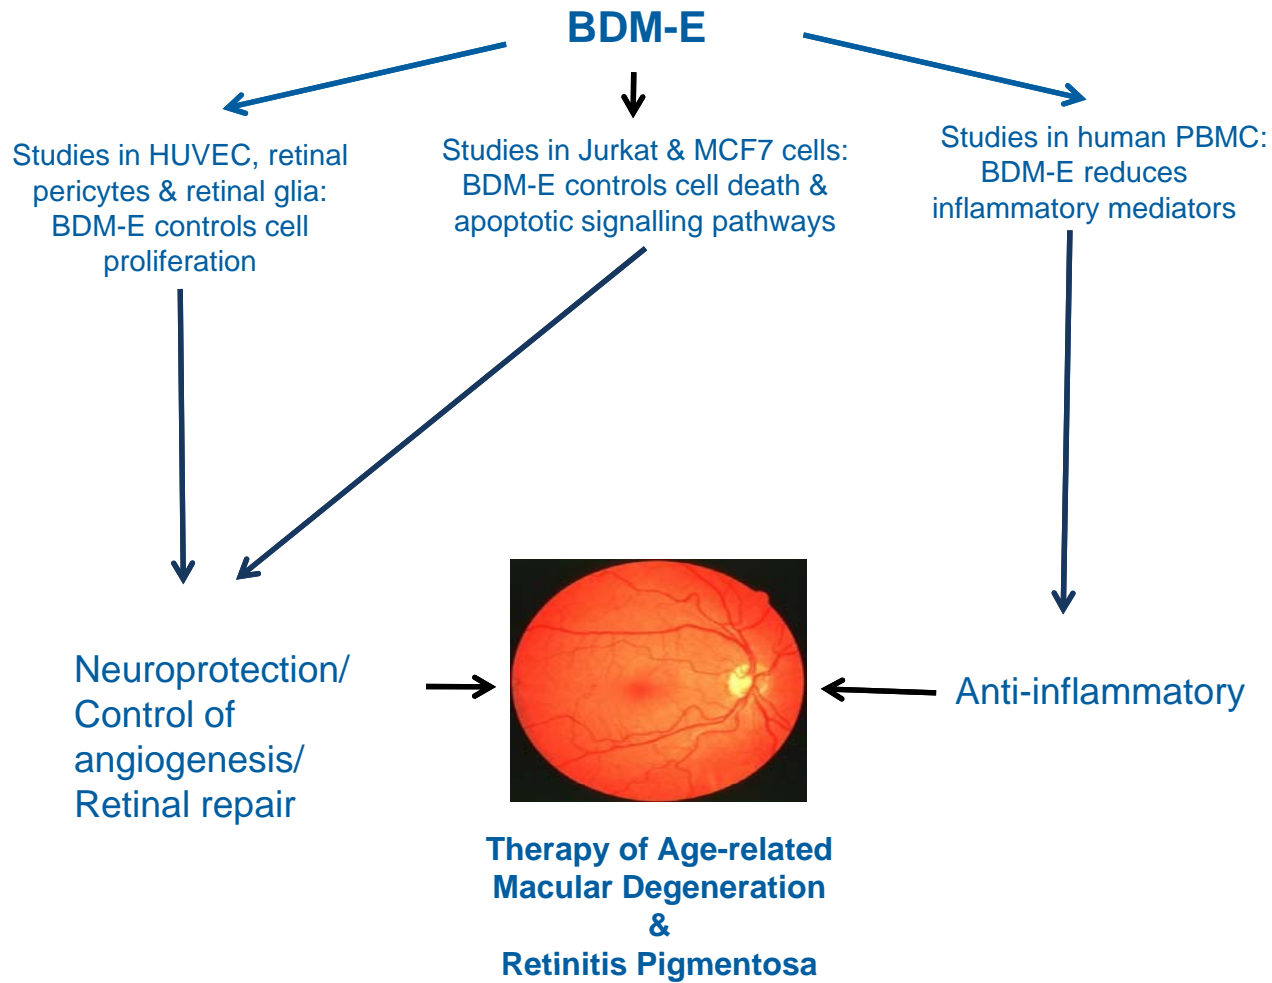 BDM-E
Studies in HUVEC, retinal
pericytes & retinal glia:
BDM-E controls cell
proliferation
Studies in Jurkat & MCF7 cells:
BDM-E controls cell death &
apoptotic signalling pathways
Studies in human PBMC:
BDM-E reduces
inflammatory mediators
Neuroprotection/
Control of
angiogenesis/
Retinal repair
Anti-inflammatory
Therapy of Age-related
Macular Degeneration
&
Retinitis Pigmentosa